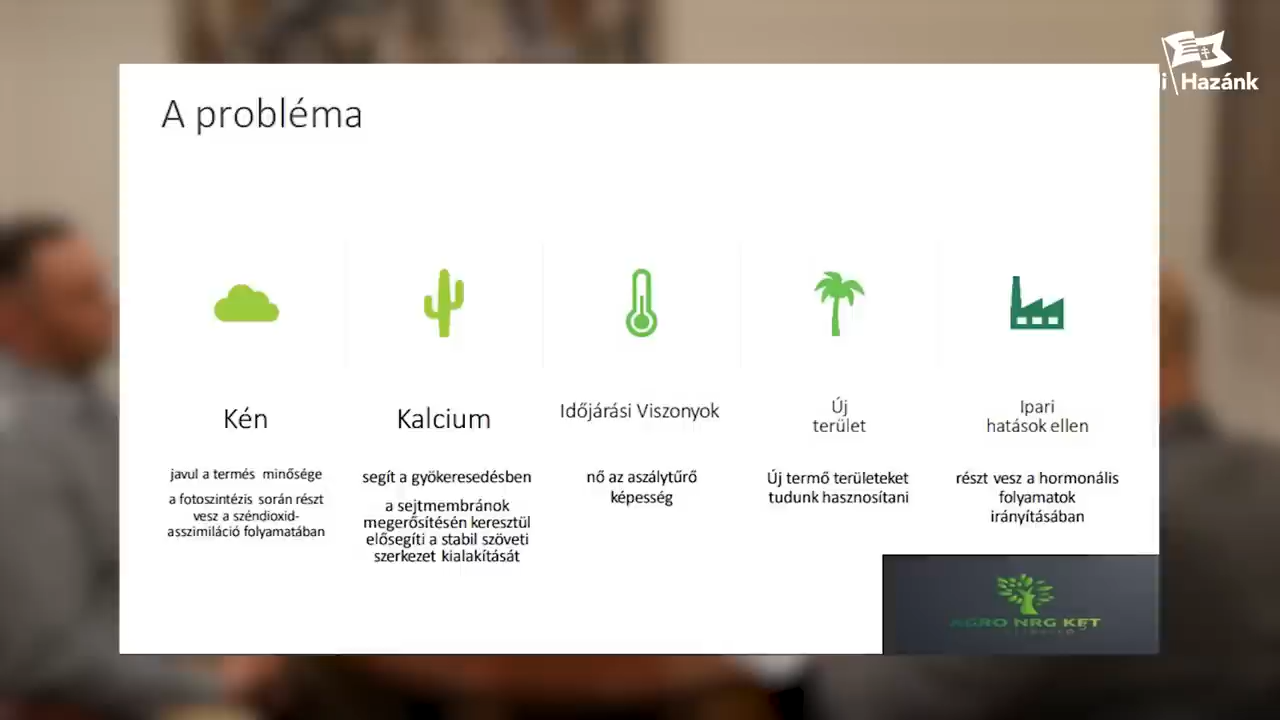 Hazánk
A probléma
Kén
javul a termés minősége
a fotoszintézis során részt
vesz a széndioxid-
asszimiláció folyamatában
Kalcium
segít a gyökeresedésben
a sejtmembránok
megerősítésén keresztül
elősegíti a stabil szöveti
szerkezet kialakítását
Időjárási Viszonyok
nő az aszálytűrő
képesség
Új
terület
Új termő területeket
tudunk hasznosítani
Ipari
hatások ellen
részt vesz a hormonális
folyamatok
irányításában
AGRO NRG KFT